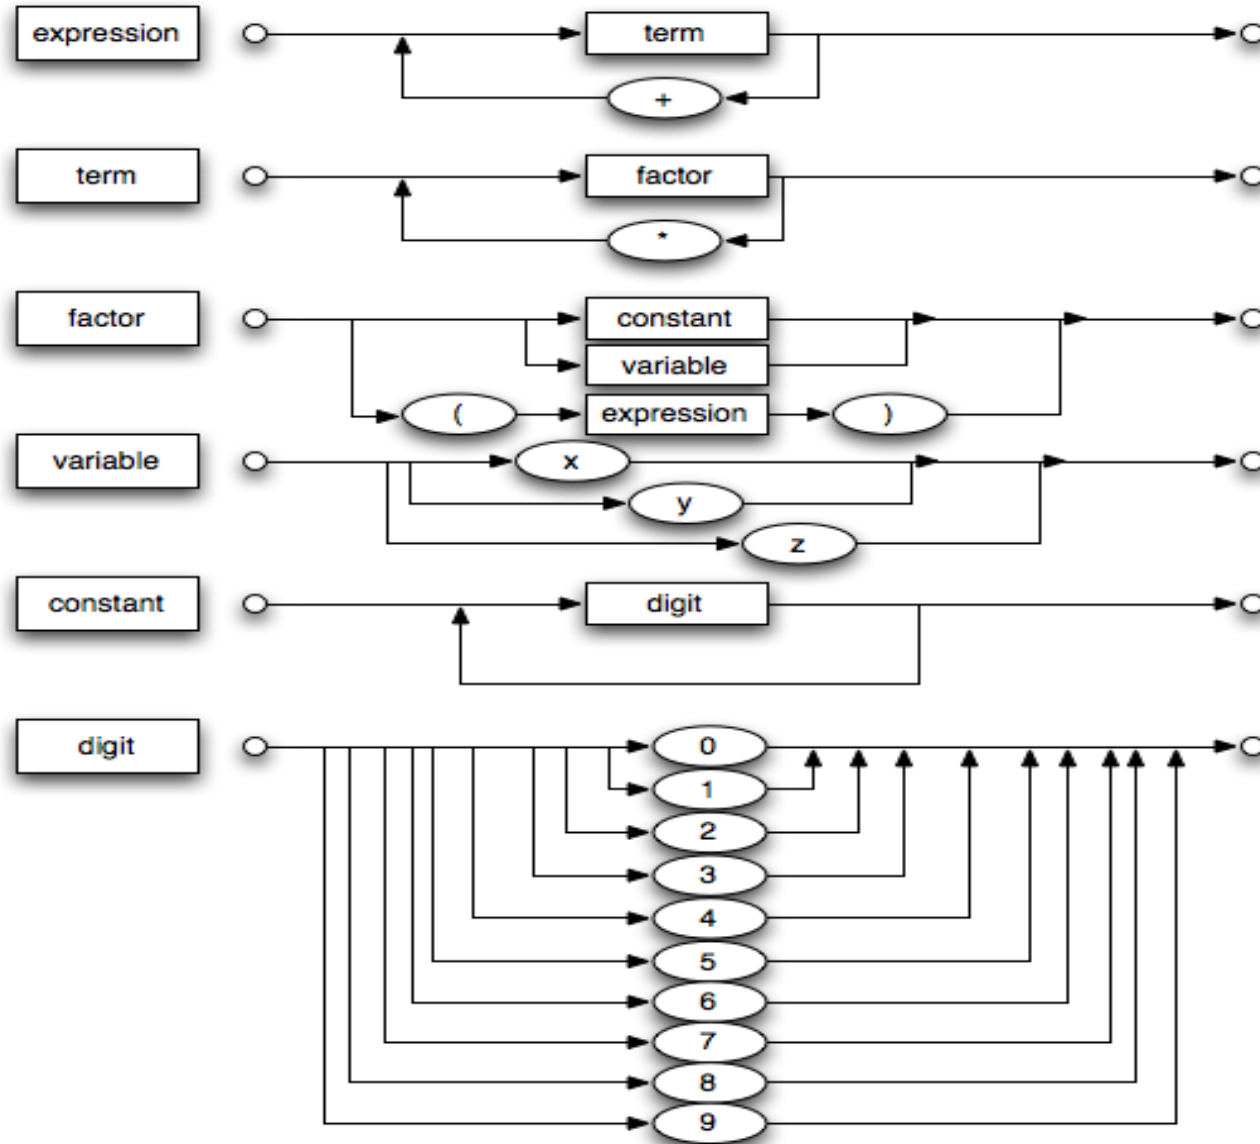 expression term
+
term factor
*
factor constant
variable
( expression )
variable x
y
z
constant digit
digit 0
1
2
3
4
5
6
7
8
9